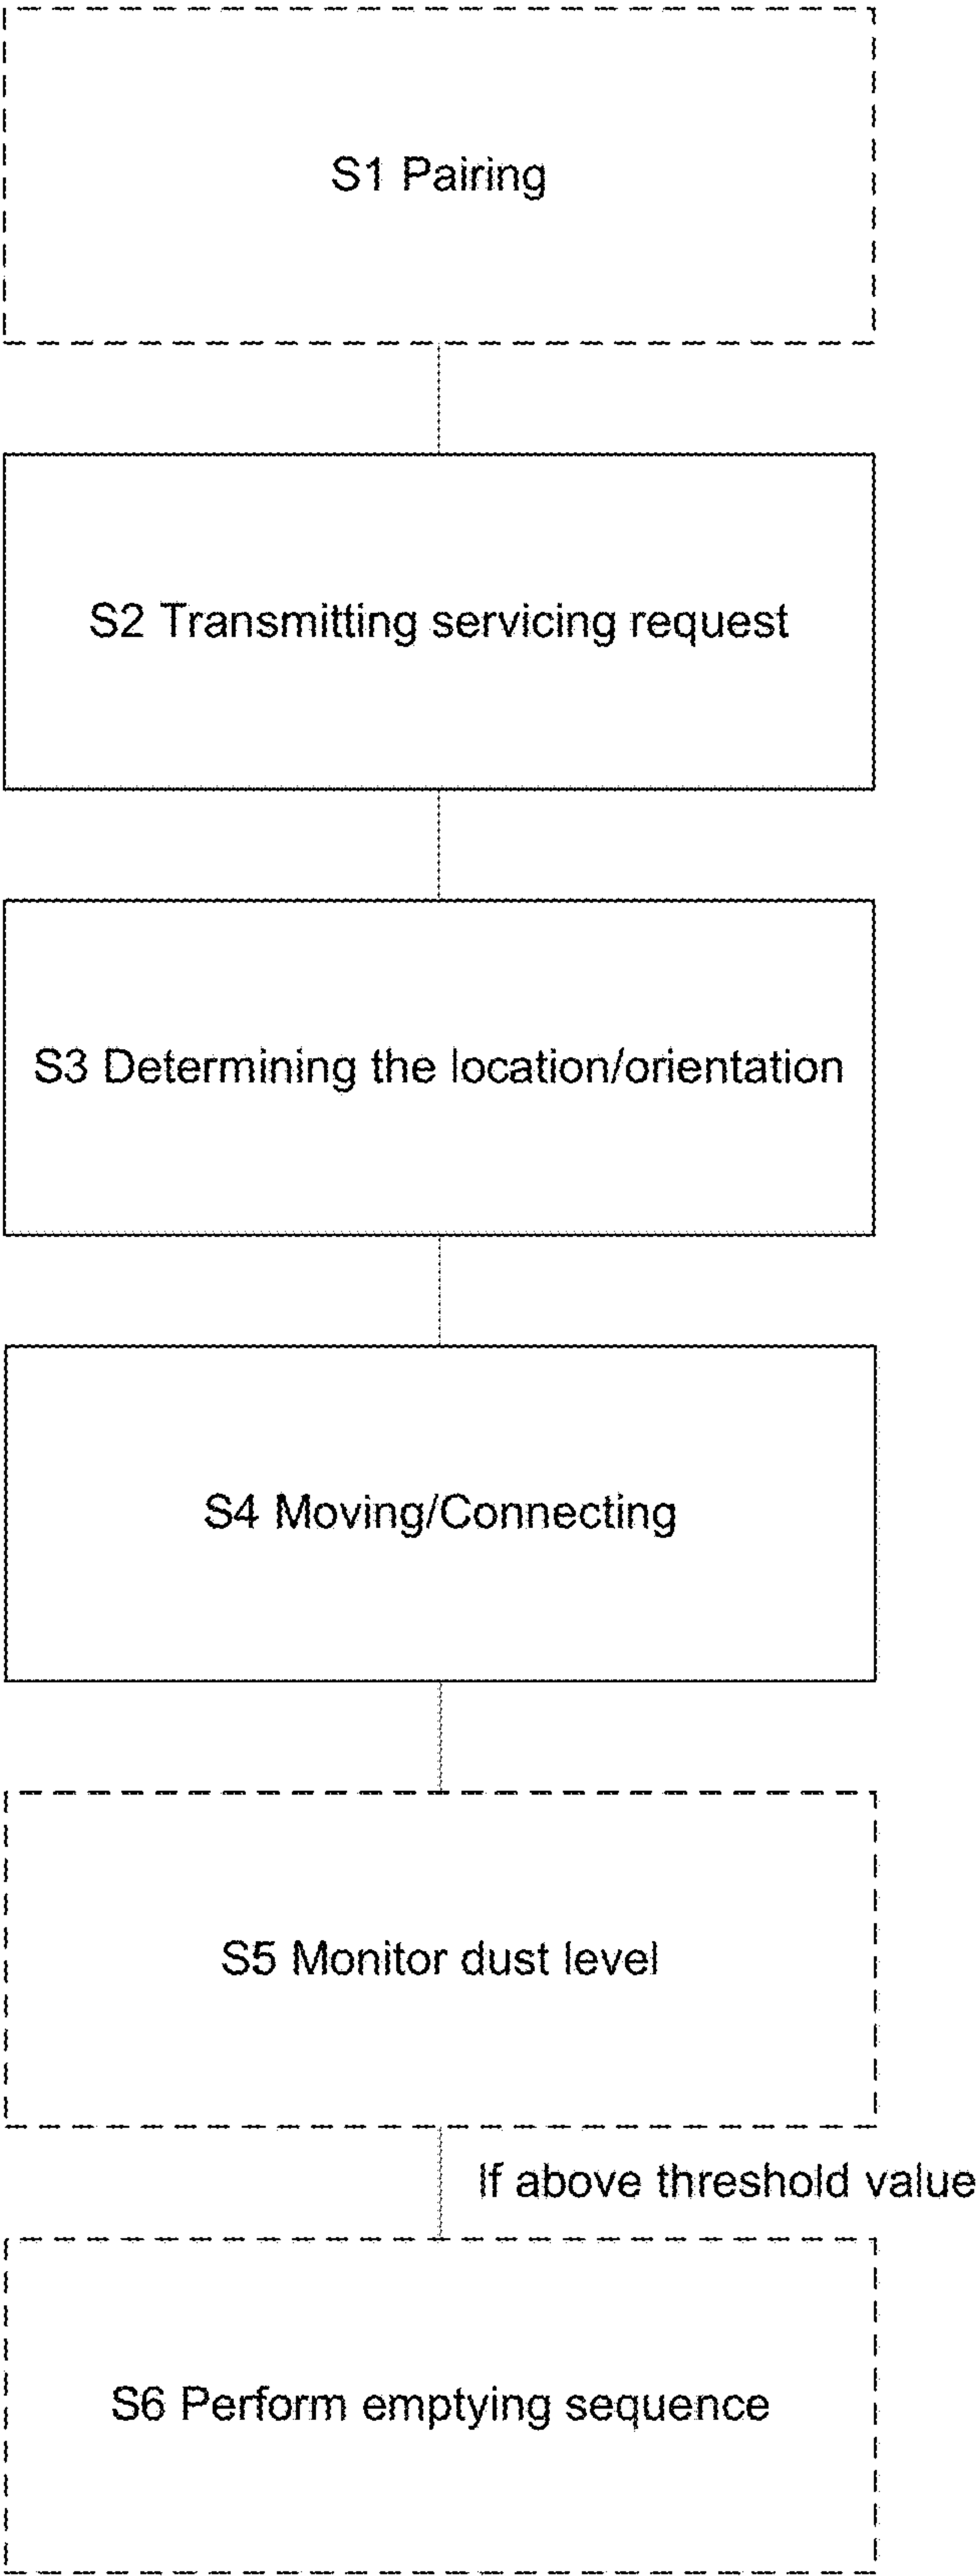 S1 Pairing
S2 Transmitting servicing request
S3 Determining the location/orientation
S4 Moving/Connecting
S5 Monitor dust level
If above threshold value
S6 Perform emptying sequence